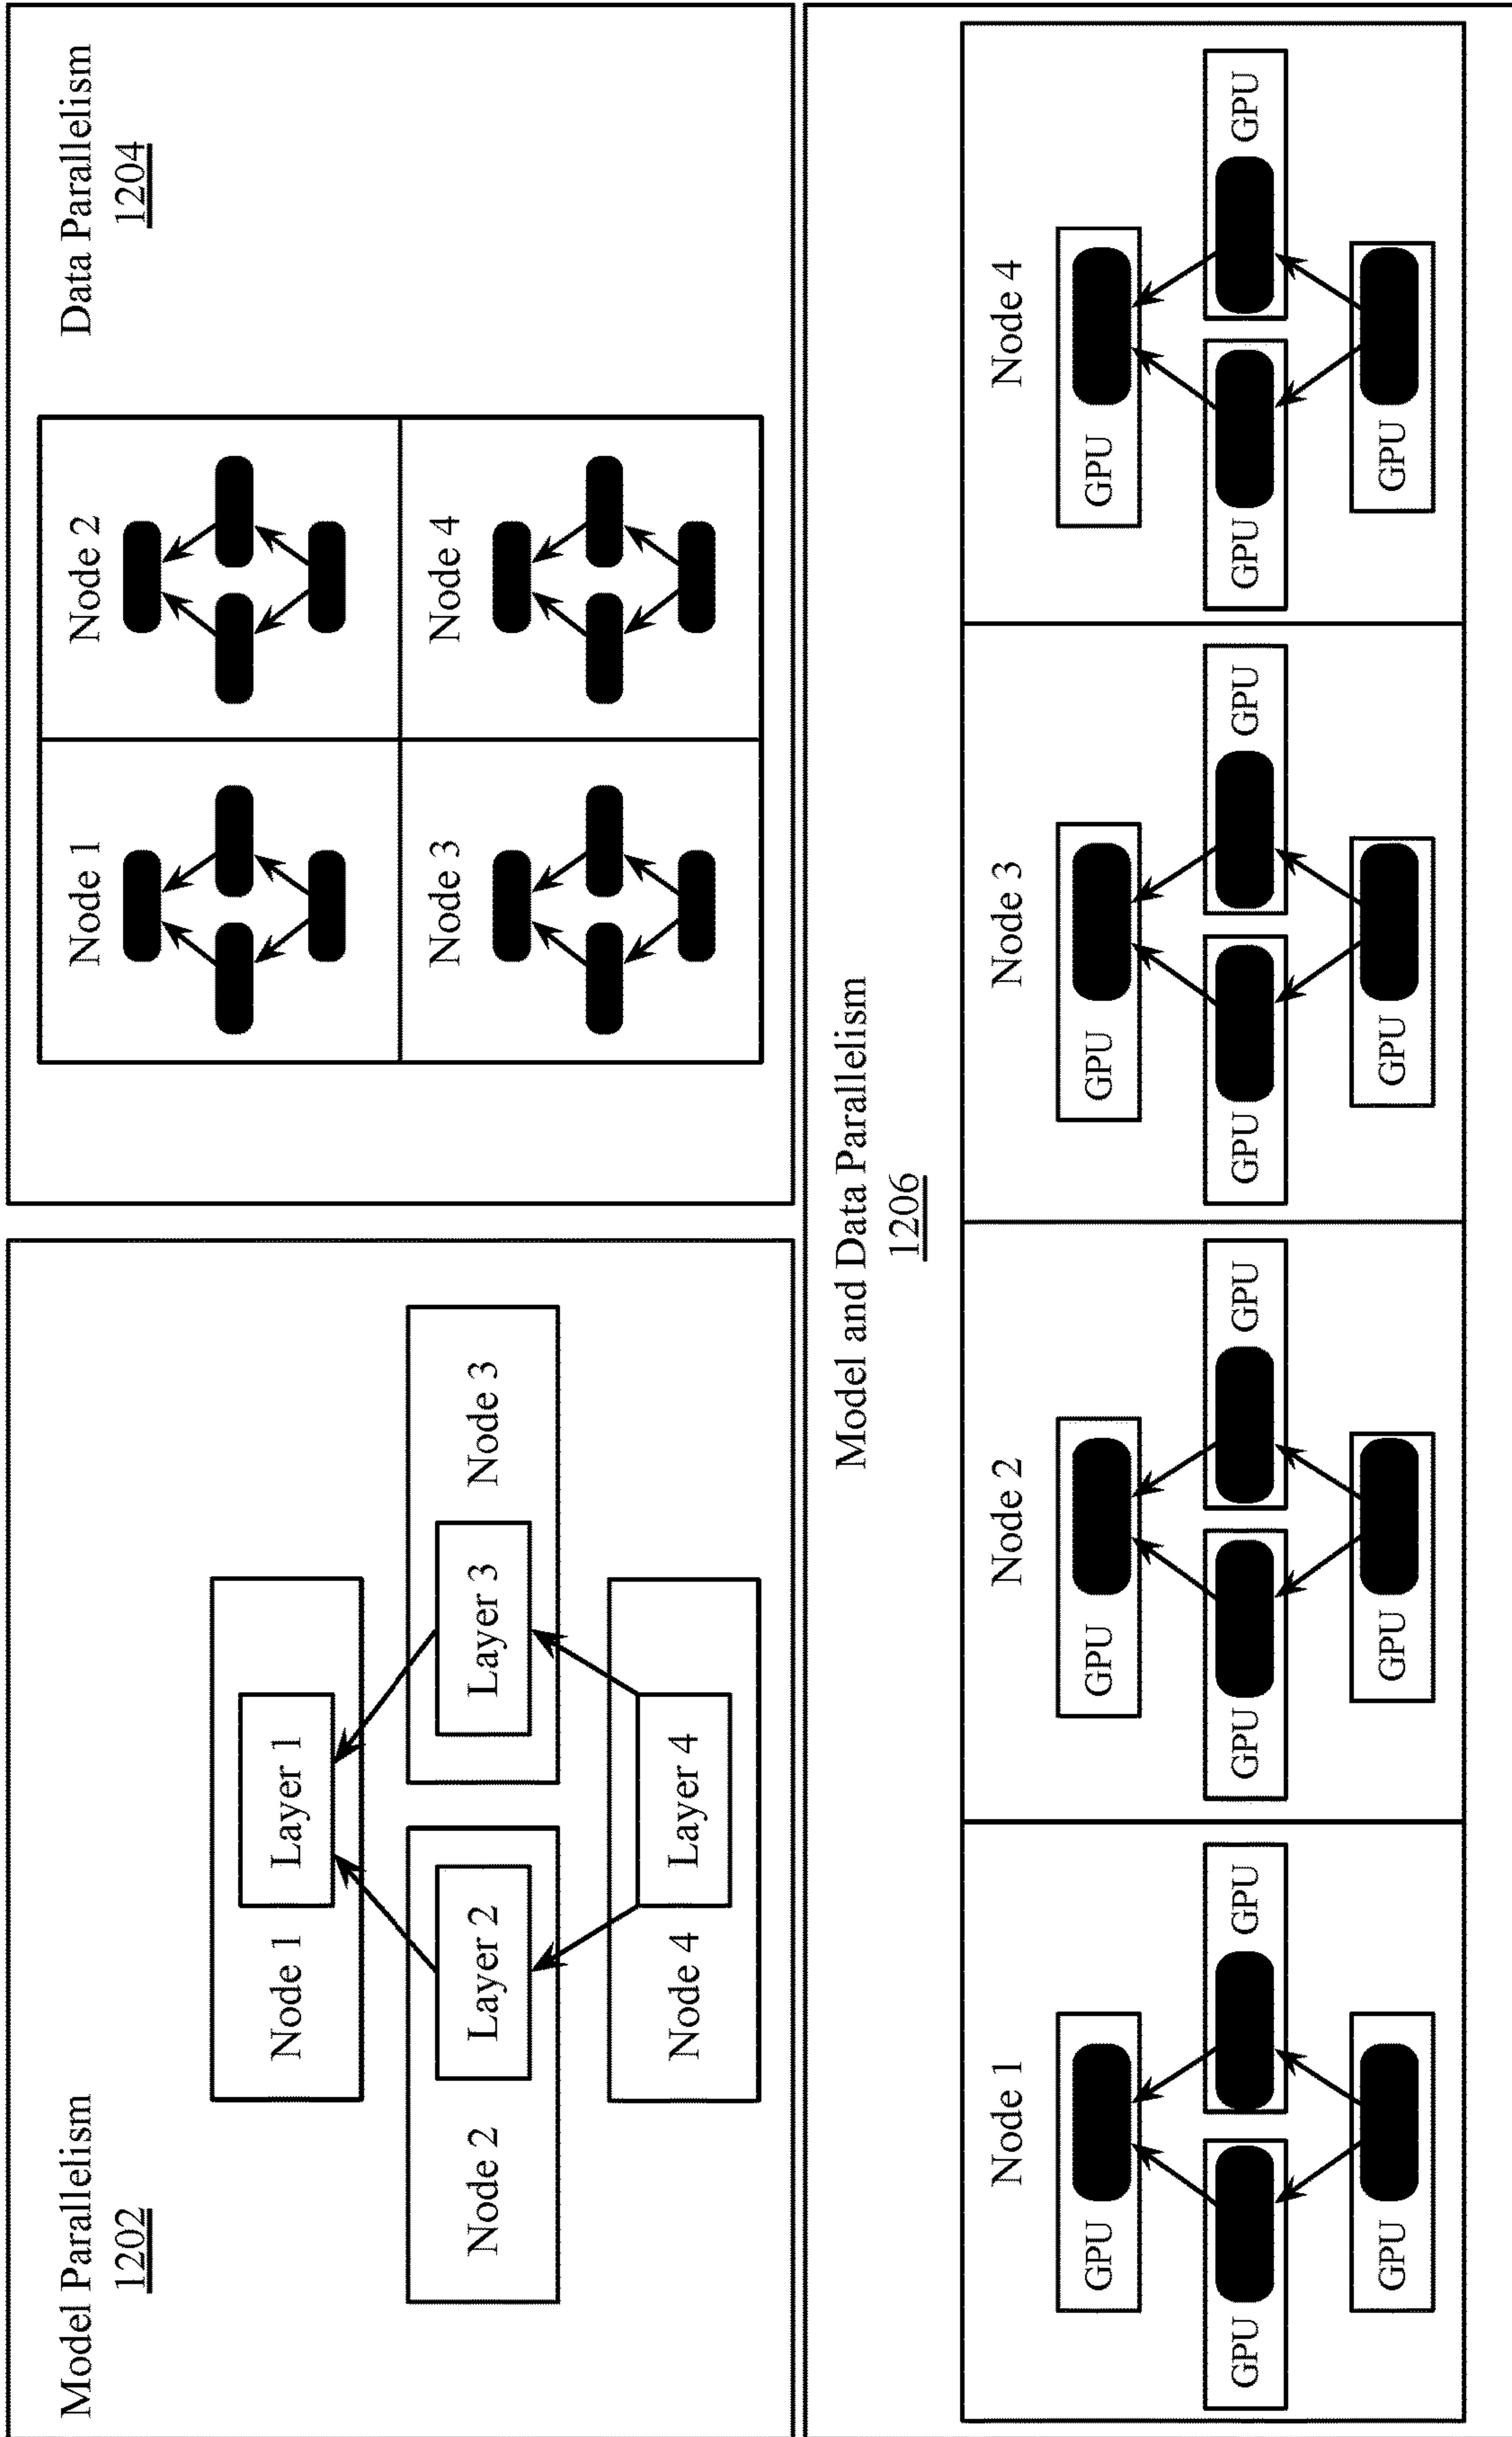 Model Parallelism
1202
Node 1
Layer 1
Node 2
Layer 2
Layer 3
Node 3
Node 4
Layer 4
Data Parallelism
1204
Node 1
Node 2
Node 3
Node 4
Model and Data Parallelism
1206
Node 1
GPU
GPU
GPU
GPU
Node 2
GPU
GPU
GPU
GPU
Node 3
GPU
GPU
GPU
GPU
Node 4
GPU
GPU
GPU
GPU